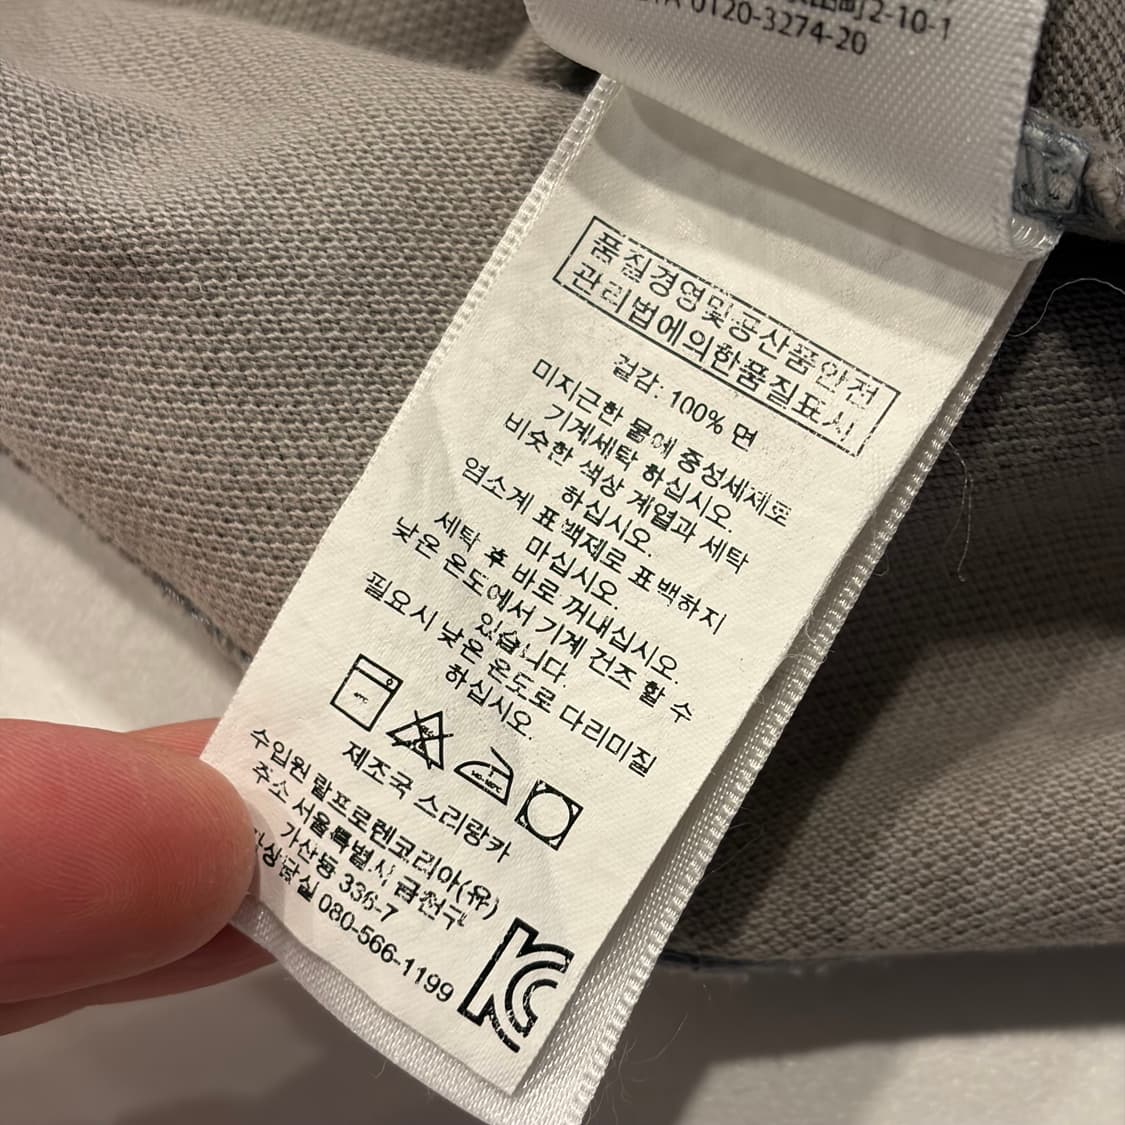 2-10-1
0120-3274-20
품질경영및공산품안전
관리법에의한품질표시
겉감: 100% 면
미지근한 물에 중성세제로
기계세탁 하십시오.
비슷한 색상 계열과 세탁
하십시오.
염소계 표백제로 표백하지
마십시오.
세탁 후 바로 꺼내십시오.
낮은 온도에서 기계 건조 할 수
있습니다.
필요시 낮은 온도로 다리미질
하십시오.
제조국 스리랑카
수입원 랄프로렌코리아(유)
주소 서울특별시 금천구
가산동 336-7
080-566-1199
KC